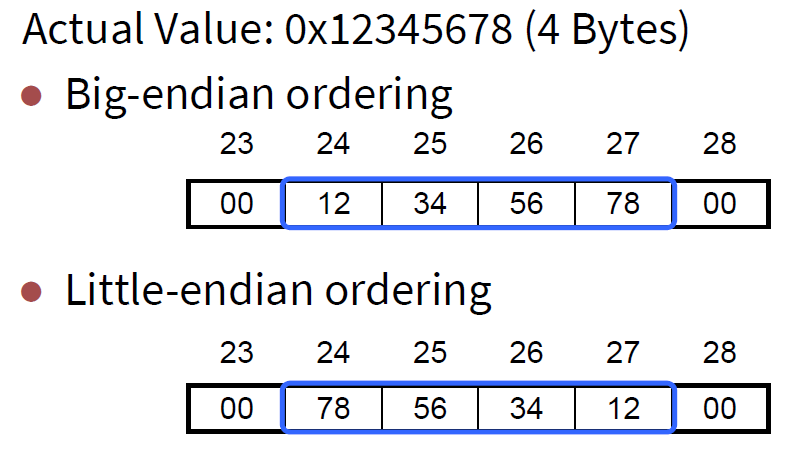 Actual Value: 0x12345678 (4 Bytes)
Big-endian ordering
23 24 25 26 27 28
00 12 34 56 78 00
Little-endian ordering
23 24 25 26 27 28
00 78 56 34 12 00